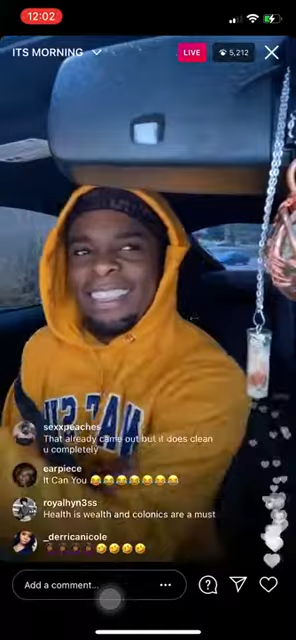 12:02
ITS MORNING
LIVE
5,212
sexxpeaches
That already came out but it does clean
u completely
earpiece
It Can You 😂😂😂😂😂😂😂
royalhyn3ss
Health is wealth and colonics are a must
_derricanicole
Add a comment...